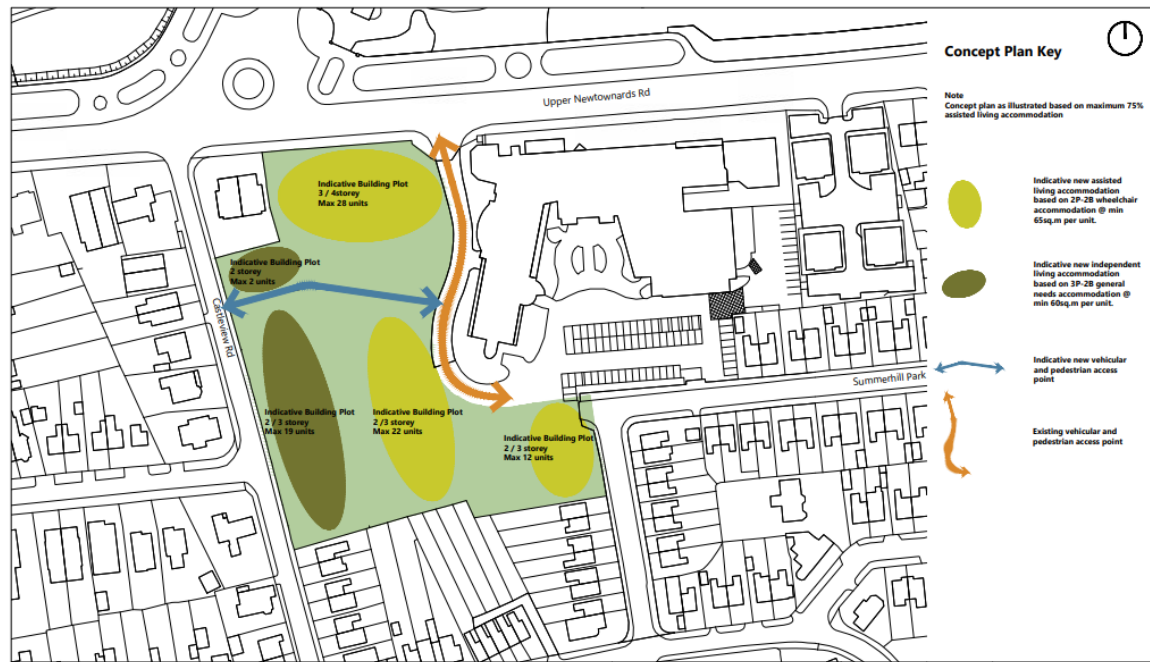 Concept Plan Key
Note
Concept plan as illustrated based on maximum 75%
assisted living accommodation
Upper Newtownards Rd
Indicative Building Plot
3 / 4storey
Max 28 units
Indicative new assisted
living accommodation
based on 2P-2B wheelchair
accommodation @ min
65sq.m per unit.
Indicative Building Plot
2 storey
Max 2 units
Indicative new independent
living accommodation
based on 3P-2B general
needs accommodation @
min 60sq.m per unit.
Castleview Rd
Indicative new vehicular
and pedestrian access
point
Summerhill Park
Indicative Building Plot
2 / 3 storey
Max 19 units
Indicative Building Plot
2 /3 storey
Max 22 units
Indicative Building Plot
2 / 3 storey
Max 12 units
Existing vehicular and
pedestrian access point